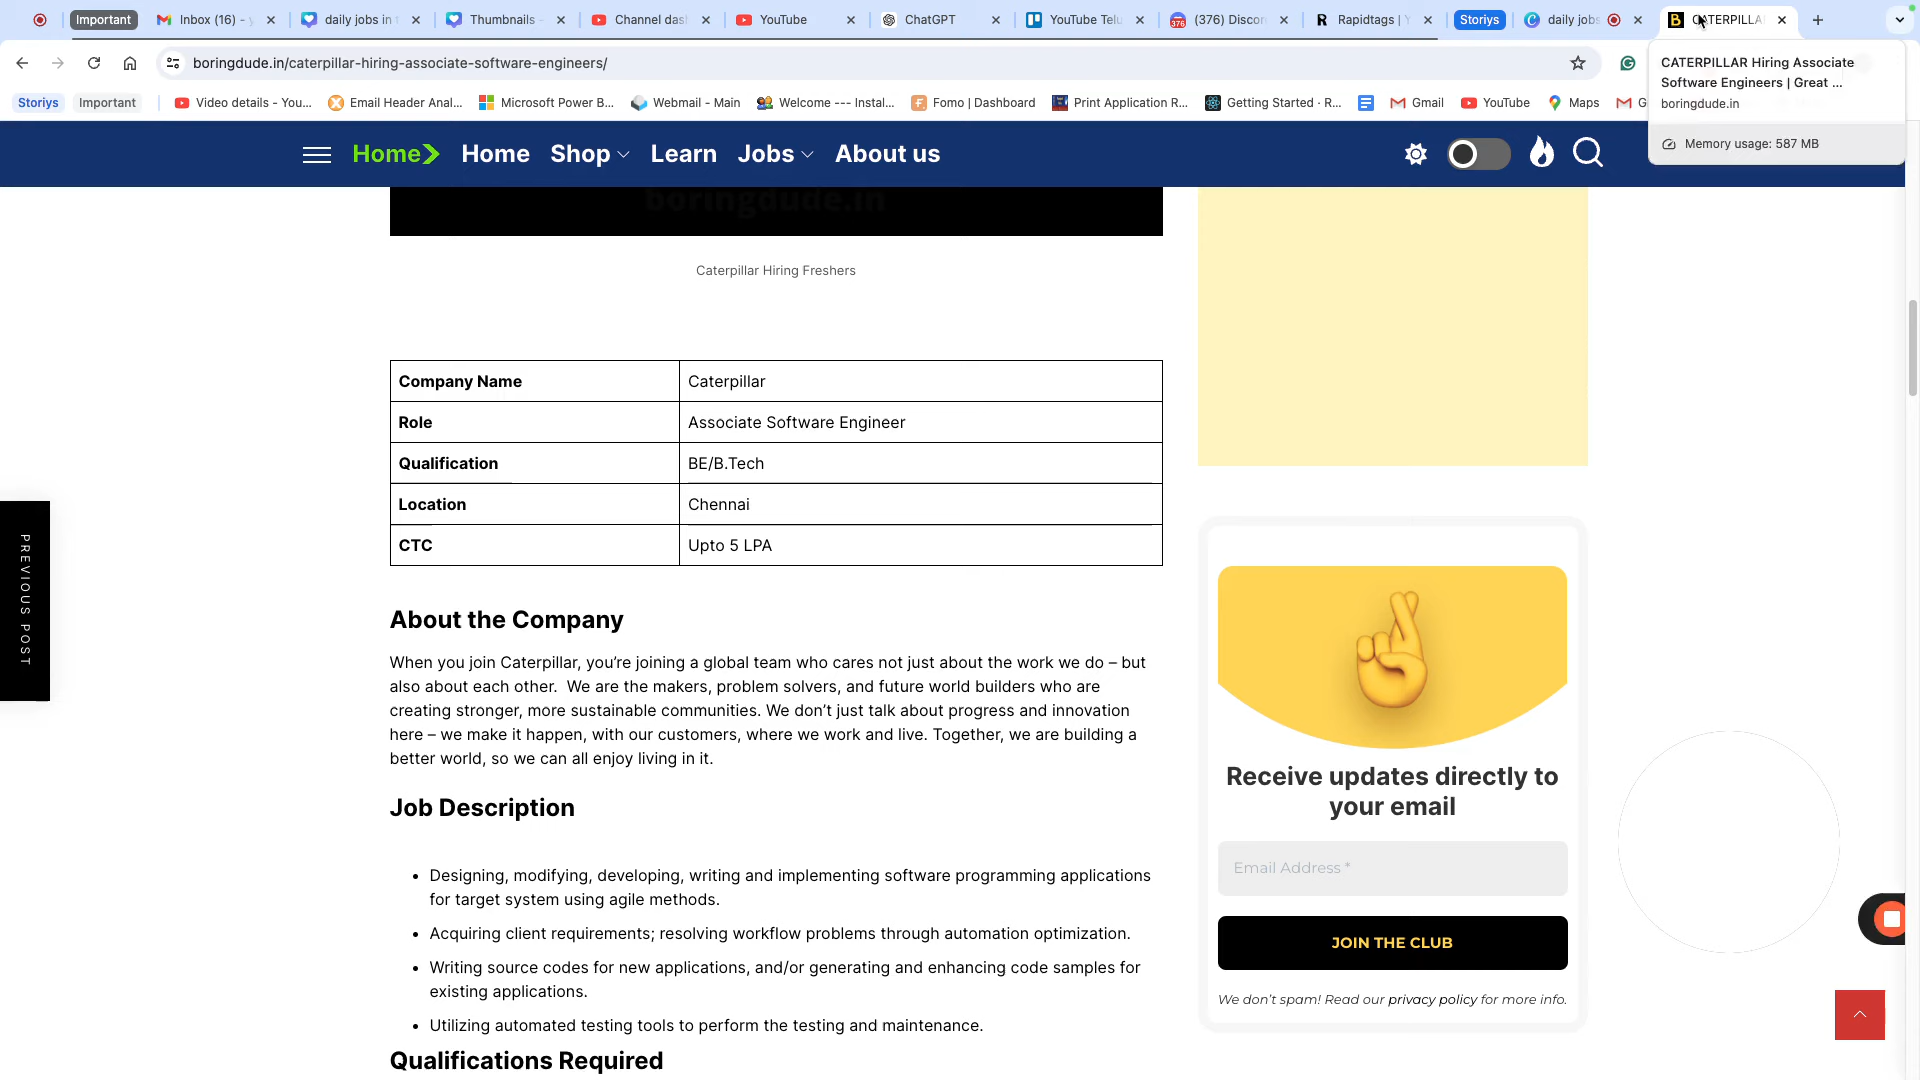 Important
Inbox (16) - y
daily jobs in t
Thumbnails -
Channel das
YouTube
ChatGPT
YouTube Telu
(376) Discor
Rapidtags | Y
Storiys
daily jobs
CATERPILLA
boringdude.in/caterpillar-hiring-associate-software-engineers/
CATERPILLAR Hiring Associate
Software Engineers | Great ...
boringdude.in
Memory usage: 587 MB
Storiys
Important
Video details - You...
Email Header Anal...
Microsoft Power B...
Webmail - Main
Welcome --- Instal...
Fomo | Dashboard
Print Application R...
Getting Started · R...
Gmail
YouTube
Maps
G
Home
Home
Shop
Learn
Jobs
About us
boringdude.in
Caterpillar Hiring Freshers
Company Name Caterpillar
Role Associate Software Engineer
Qualification BE/B.Tech
Location Chennai
CTC Upto 5 LPA
About the Company
When you join Caterpillar, you’re joining a global team who cares not just about the work we do – but
also about each other.  We are the makers, problem solvers, and future world builders who are
creating stronger, more sustainable communities. We don’t just talk about progress and innovation
here – we make it happen, with our customers, where we work and live. Together, we are building a
better world, so we can all enjoy living in it.
Job Description
• Designing, modifying, developing, writing and implementing software programming applications
for target system using agile methods.
• Acquiring client requirements; resolving workflow problems through automation optimization.
• Writing source codes for new applications, and/or generating and enhancing code samples for
existing applications.
• Utilizing automated testing tools to perform the testing and maintenance.
Qualifications Required
PREVIOUS POST
Receive updates directly to
your email
Email Address *
JOIN THE CLUB
We don’t spam! Read our privacy policy for more info.